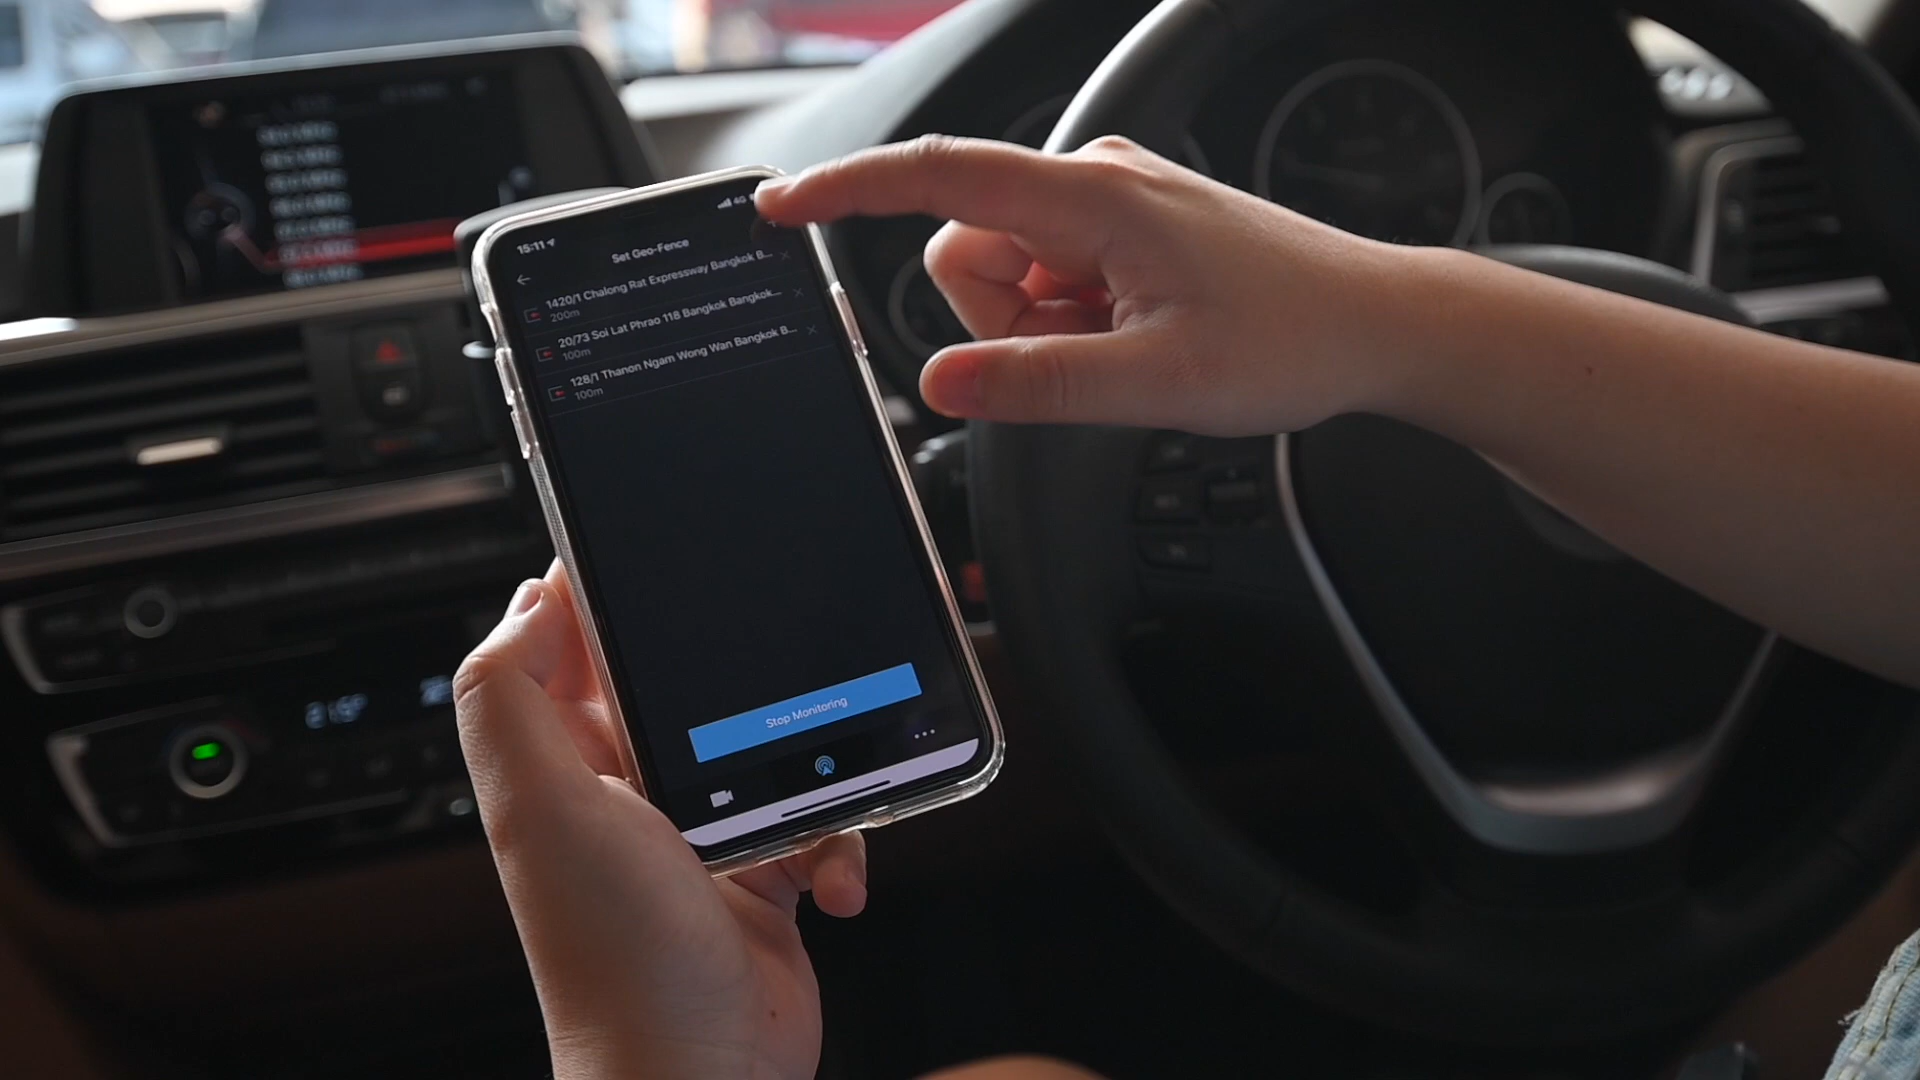 15:11
4G
Set Geo-Fence
1420/1 Chalong Rat Expressway Bangkok B...
200m
20/73 Soi Lat Phrao 118 Bangkok Bangkok...
100m
128/1 Thanon Ngam Wong Wan Bangkok B...
100m
Stop Monitoring